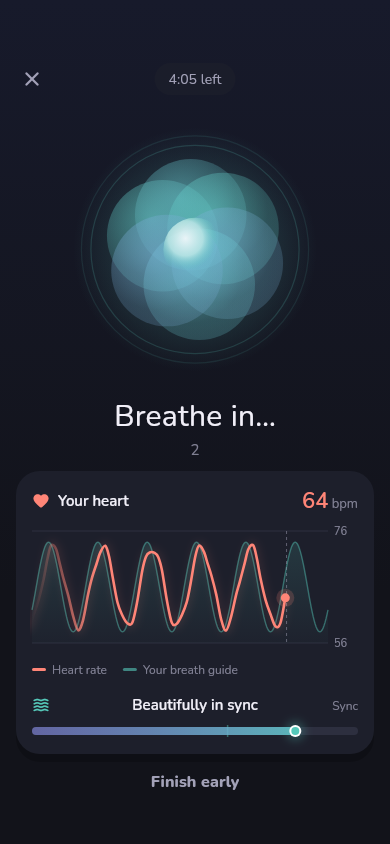 4:05 left
Breathe in...
2
Your heart
64 bpm
76
56
Heart rate
Your breath guide
Beautifully in sync
Sync
Finish early